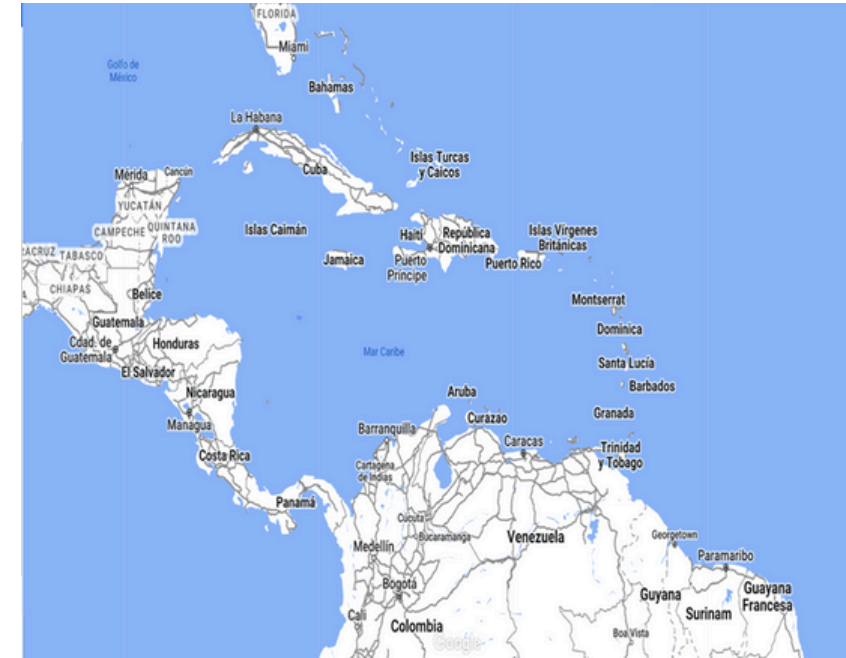 FLORIDA
Miami
Golfo de
México
Bahamas
La Habana
Cuba
Islas Turcas
y Caicos
Mérida
Cancún
YUCATÁN
CAMPECHE
QUINTANA
ROO
Islas Caimán
Haití
República
Dominicana
Islas Vírgenes
Británicas
Jamaica
Puerto
Príncipe
Puerto Rico
ACRUZ
TABASCO
CHIAPAS
Belice
Montserrat
Guatemala
Cdad. de
Guatemala
Honduras
Dominica
Mar Caribe
El Salvador
Santa Lucía
Nicaragua
Aruba
Barbados
Managua
Barranquilla
Curazao
Granada
Costa Rica
Cartagena
de Indias
Caracas
Trinidad
y Tobago
Panamá
Cúcuta
Bucaramanga
Venezuela
Georgetown
Medellín
Paramaribo
Bogotá
Guyana
Guayana
Francesa
Cali
Colombia
Surinam
Boa Vista
Google